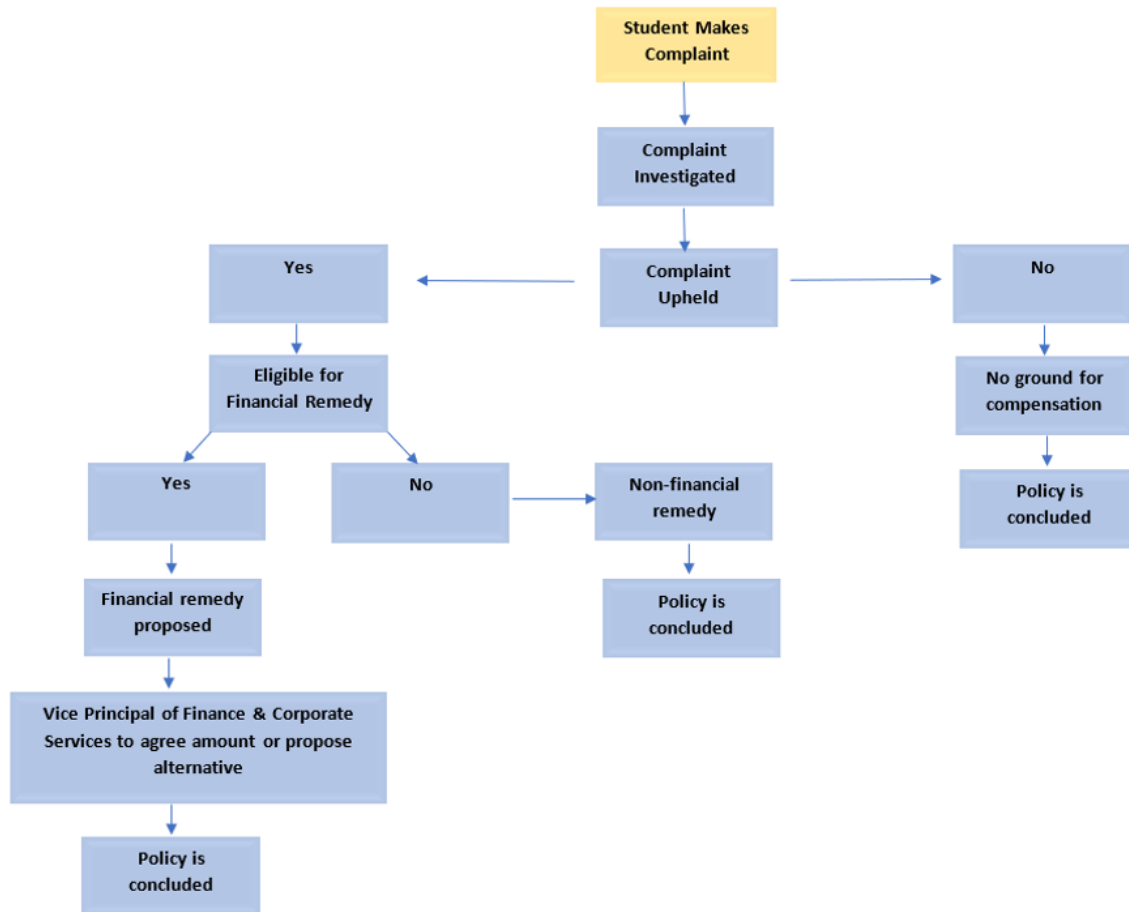 Student Makes
Complaint
Complaint
Investigated
Yes
Complaint
Upheld
No
Eligible for
Financial Remedy
No ground for
compensation
Yes
No
Non-financial
remedy
Policy is
concluded
Financial remedy
proposed
Policy is
concluded
Vice Principal of Finance & Corporate
Services to agree amount or propose
alternative
Policy is
concluded